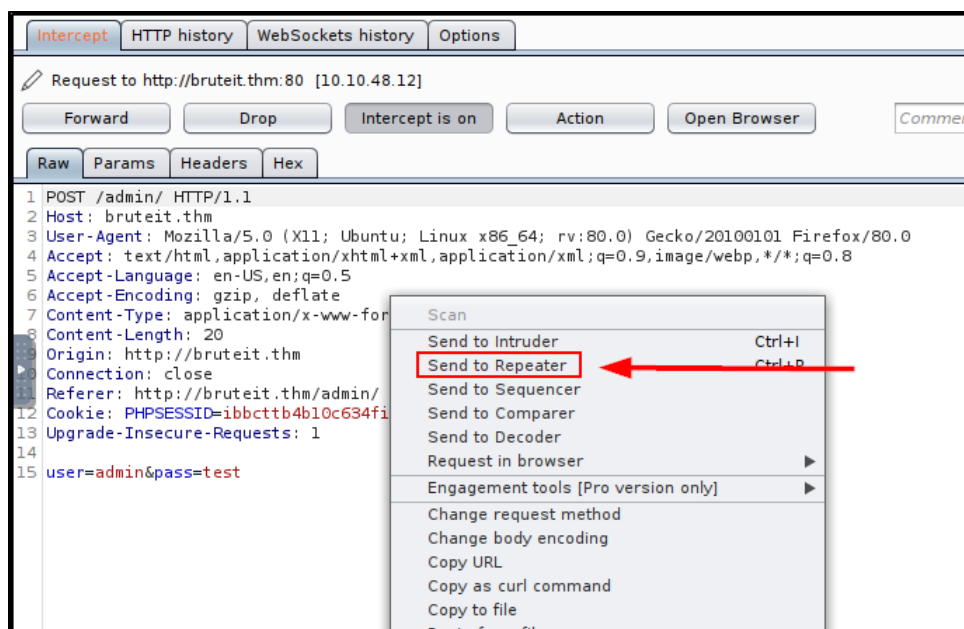 Intercept HTTP history WebSockets history Options
Request to http://bruteit.thm:80 [10.10.48.12]
Forward Drop Intercept is on Action Open Browser Commen
Raw Params Headers Hex
1 POST /admin/ HTTP/1.1
2 Host: bruteit.thm
3 User-Agent: Mozilla/5.0 (X11; Ubuntu; Linux x86_64; rv:80.0) Gecko/20100101 Firefox/80.0
4 Accept: text/html,application/xhtml+xml,application/xml;q=0.9,image/webp,*/*;q=0.8
5 Accept-Language: en-US,en;q=0.5
6 Accept-Encoding: gzip, deflate
7 Content-Type: application/x-www-for
8 Content-Length: 20
9 Origin: http://bruteit.thm
10 Connection: close
11 Referer: http://bruteit.thm/admin/
12 Cookie: PHPSESSID=ibbcttb4b10c634fi
13 Upgrade-Insecure-Requests: 1
14
15 user=admin&pass=test
Scan
Send to Intruder Ctrl+I
Send to Repeater Ctrl+R
Send to Sequencer
Send to Comparer
Send to Decoder
Request in browser
Engagement tools [Pro version only]
Change request method
Change body encoding
Copy URL
Copy as curl command
Copy to file